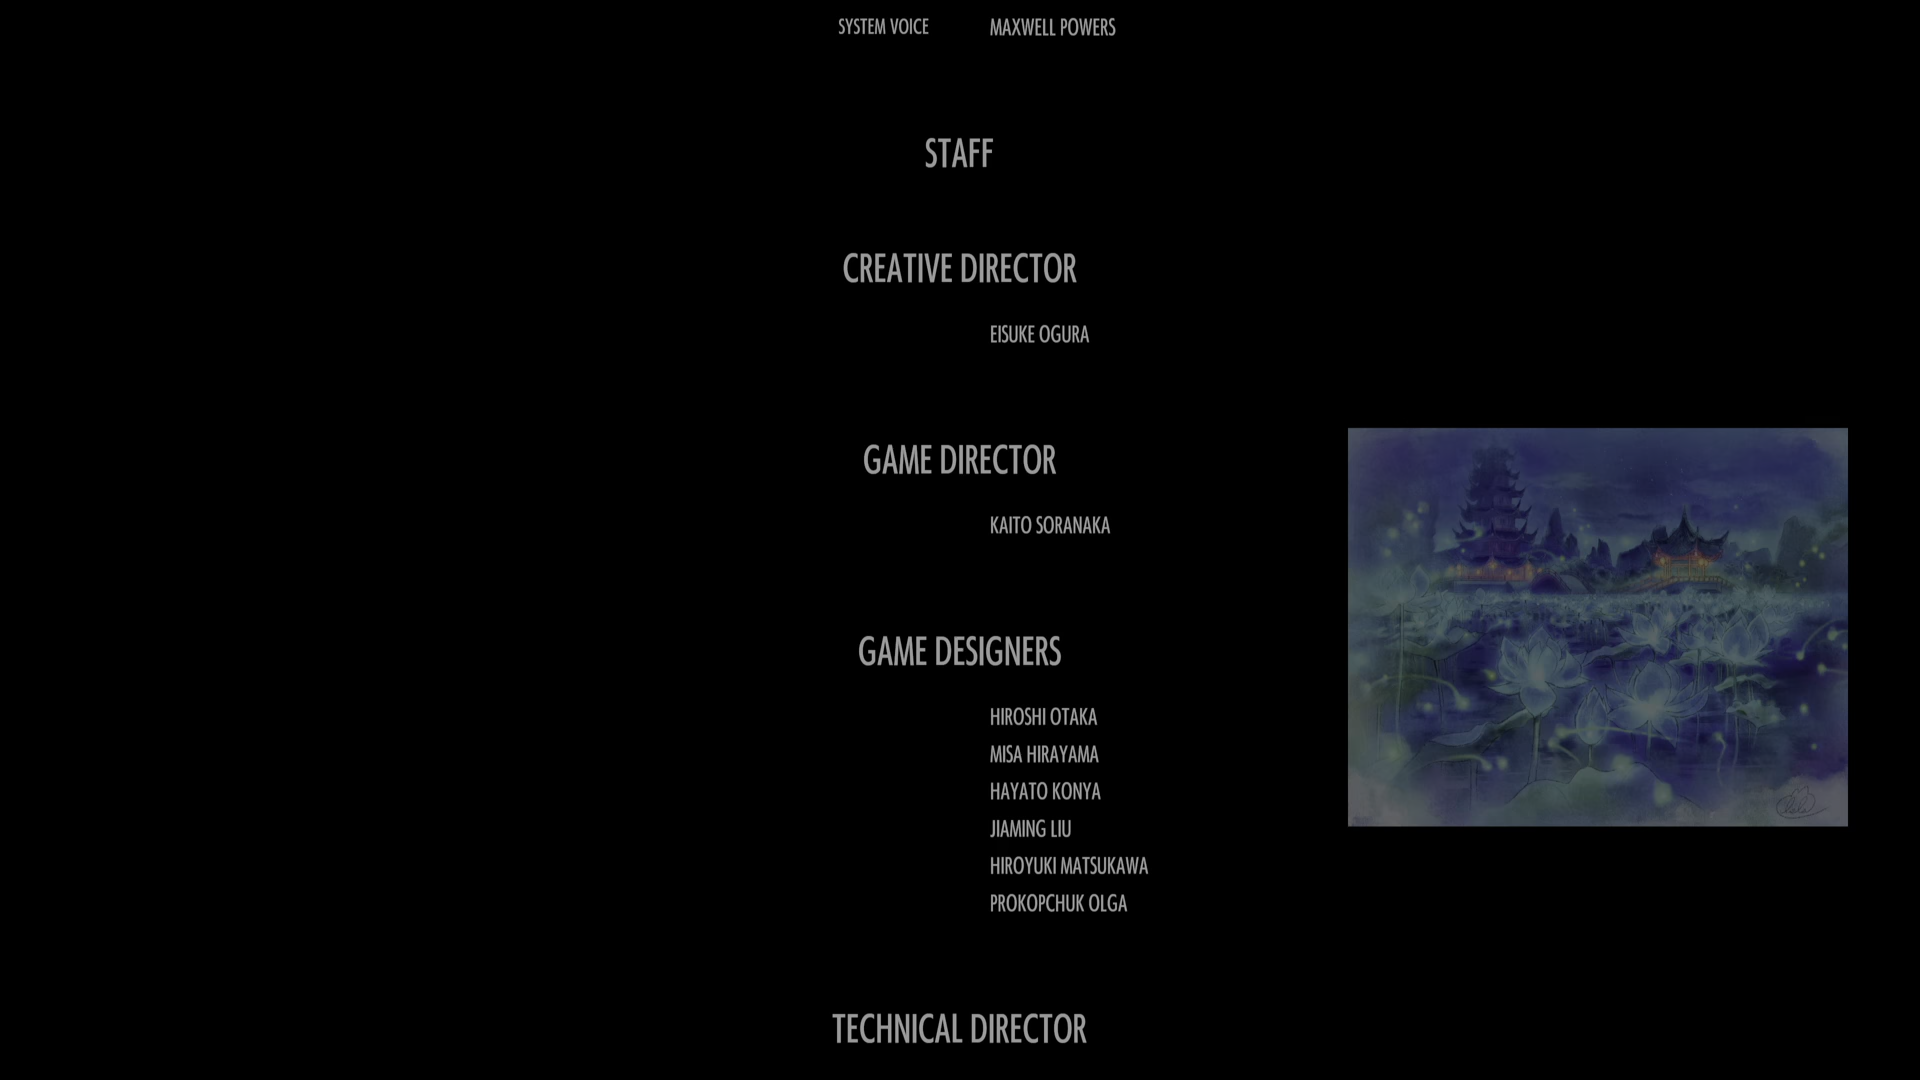 SYSTEM VOICE MAXWELL POWERS
STAFF
CREATIVE DIRECTOR
EISUKE OGURA
GAME DIRECTOR
KAITO SORANAKA
GAME DESIGNERS
HIROSHI OTAKA
MISA HIRAYAMA
HAYATO KONYA
JIAMING LIU
HIROYUKI MATSUKAWA
PROKOPCHUK OLGA
TECHNICAL DIRECTOR